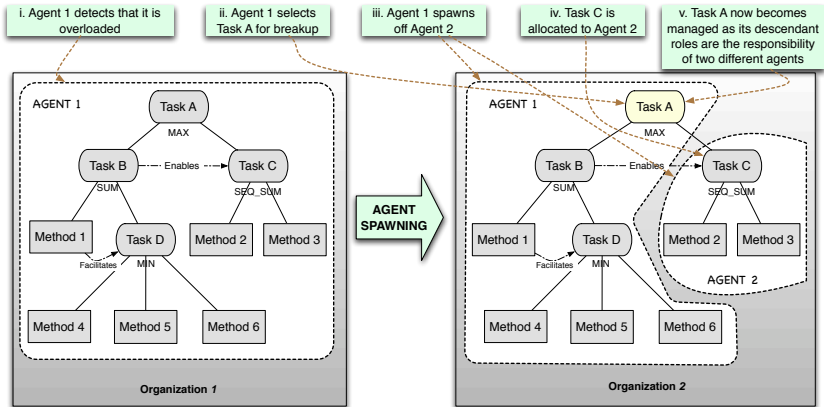 i. Agent 1 detects that it is
overloaded
ii. Agent 1 selects
Task A for breakup
iii. Agent 1 spawns
off Agent 2
iv. Task C is
allocated to Agent 2
v. Task A now becomes
managed as its descendant
roles are the responsibility
of two different agents
AGENT 1
Task A
MAX
Task B
Enables
Task C
SUM
SEQ_SUM
Method 1
Task D
Method 2
Method 3
Facilitates
MIN
Method 4
Method 5
Method 6
Organization 1
AGENT
SPAWNING
AGENT 1
Task A
MAX
Task B
Enables
Task C
SUM
SEQ_SUM
Method 1
Task D
Method 2
Method 3
Facilitates
MIN
AGENT 2
Method 4
Method 5
Method 6
Organization 2